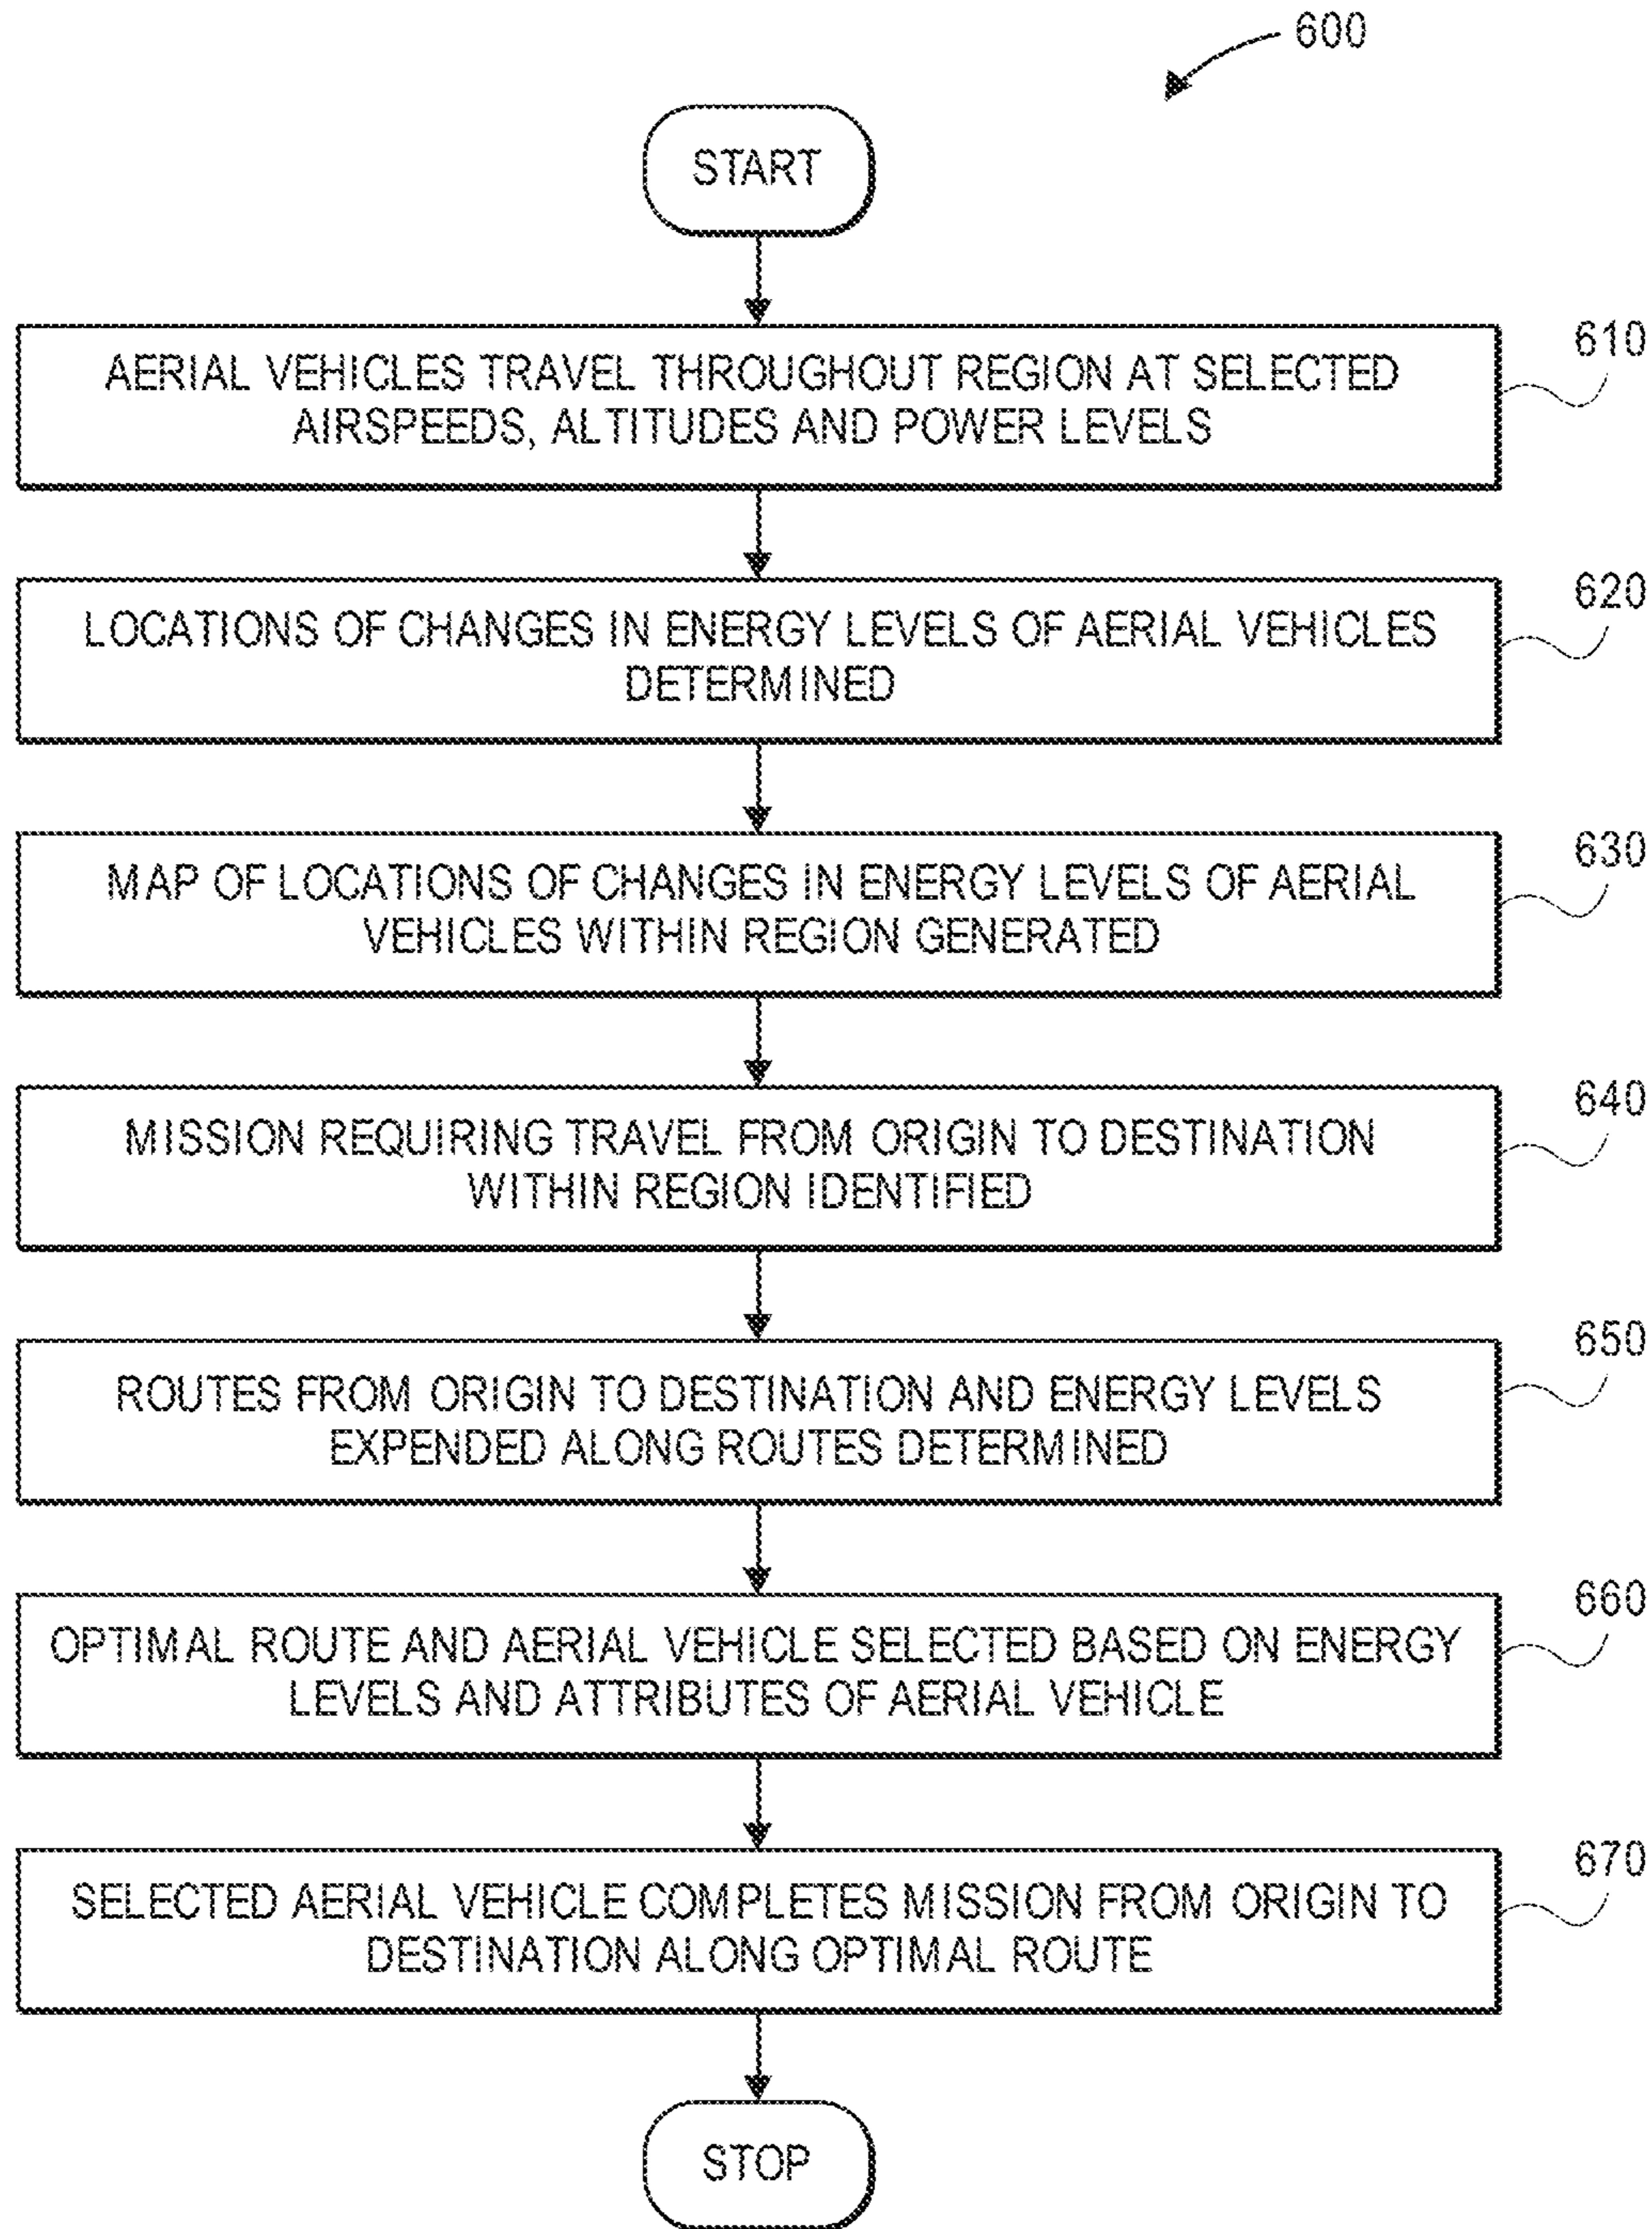 600
START
610
AERIAL VEHICLES TRAVEL THROUGHOUT REGION AT SELECTED
AIRSPEEDS, ALTITUDES AND POWER LEVELS
620
LOCATIONS OF CHANGES IN ENERGY LEVELS OF AERIAL VEHICLES
DETERMINED
630
MAP OF LOCATIONS OF CHANGES IN ENERGY LEVELS OF AERIAL
VEHICLES WITHIN REGION GENERATED
640
MISSION REQUIRING TRAVEL FROM ORIGIN TO DESTINATION
WITHIN REGION IDENTIFIED
650
ROUTES FROM ORIGIN TO DESTINATION AND ENERGY LEVELS
EXPENDED ALONG ROUTES DETERMINED
660
OPTIMAL ROUTE AND AERIAL VEHICLE SELECTED BASED ON ENERGY
LEVELS AND ATTRIBUTES OF AERIAL VEHICLE
670
SELECTED AERIAL VEHICLE COMPLETES MISSION FROM ORIGIN TO
DESTINATION ALONG OPTIMAL ROUTE
STOP